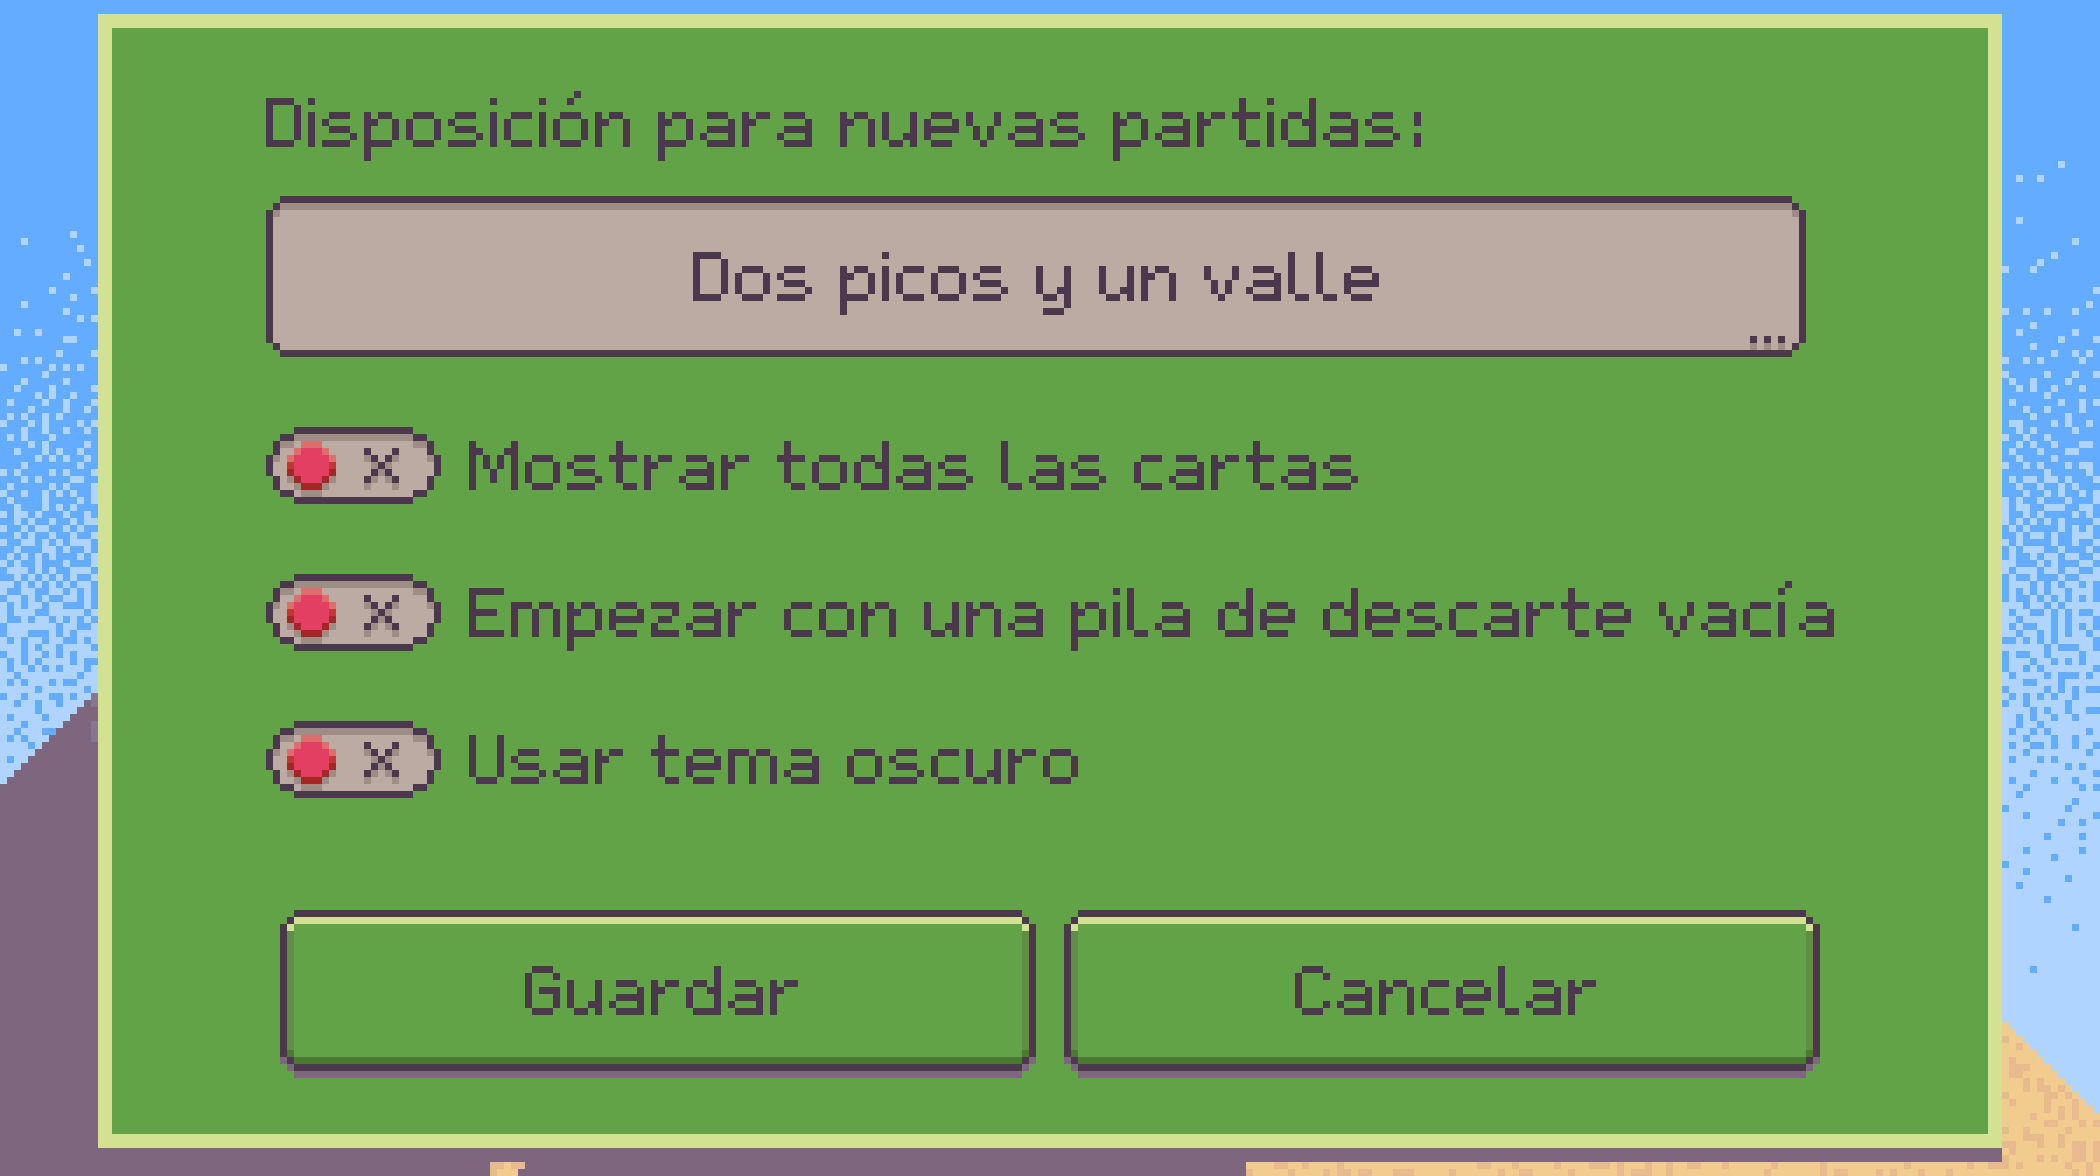 Disposición para nuevas partidas:
Dos picos y un valle
...
Mostrar todas las cartas
Empezar con una pila de descarte vacía
Usar tema oscuro
Guardar
Cancelar